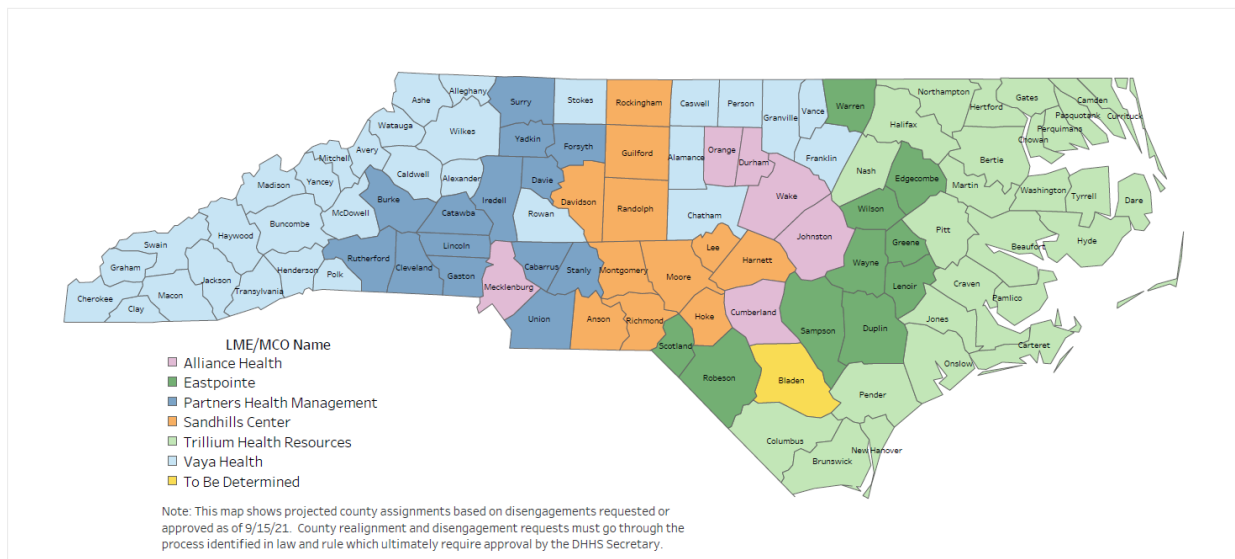 Ashe
Alleghany
Surry
Stokes
Rockingham
Caswell
Person
Granville
Vance
Warren
Northampton
Hertford
Gates
Camden
Pasquotank
Currituck
Perquimans
Chowan
Halifax
Watauga
Wilkes
Yadkin
Forsyth
Guilford
Alamance
Orange
Durham
Franklin
Nash
Edgecombe
Bertie
Martin
Washington
Tyrrell
Dare
Mitchell
Avery
Caldwell
Alexander
Iredell
Davie
Davidson
Randolph
Chatham
Wake
Wilson
Madison
Yancey
McDowell
Burke
Catawba
Rowan
Johnston
Greene
Pitt
Beaufort
Hyde
Swain
Haywood
Buncombe
Rutherford
Cleveland
Lincoln
Gaston
Mecklenburg
Cabarrus
Stanly
Montgomery
Moore
Lee
Harnett
Wayne
Lenoir
Craven
Pamlico
Graham
Jackson
Henderson
Polk
Cherokee
Macon
Clay
Transylvania
Union
Anson
Richmond
Hoke
Cumberland
Sampson
Duplin
Jones
Carteret
Onslow
Scotland
Robeson
Bladen
Pender
Columbus
Brunswick
New Hanover
LME/MCO Name
Alliance Health
Eastpointe
Partners Health Management
Sandhills Center
Trillium Health Resources
Vaya Health
To Be Determined
Note: This map shows projected county assignments based on disengagements requested or
approved as of 9/15/21. County realignment and disengagement requests must go through the
process identified in law and rule which ultimately require approval by the DHHS Secretary.